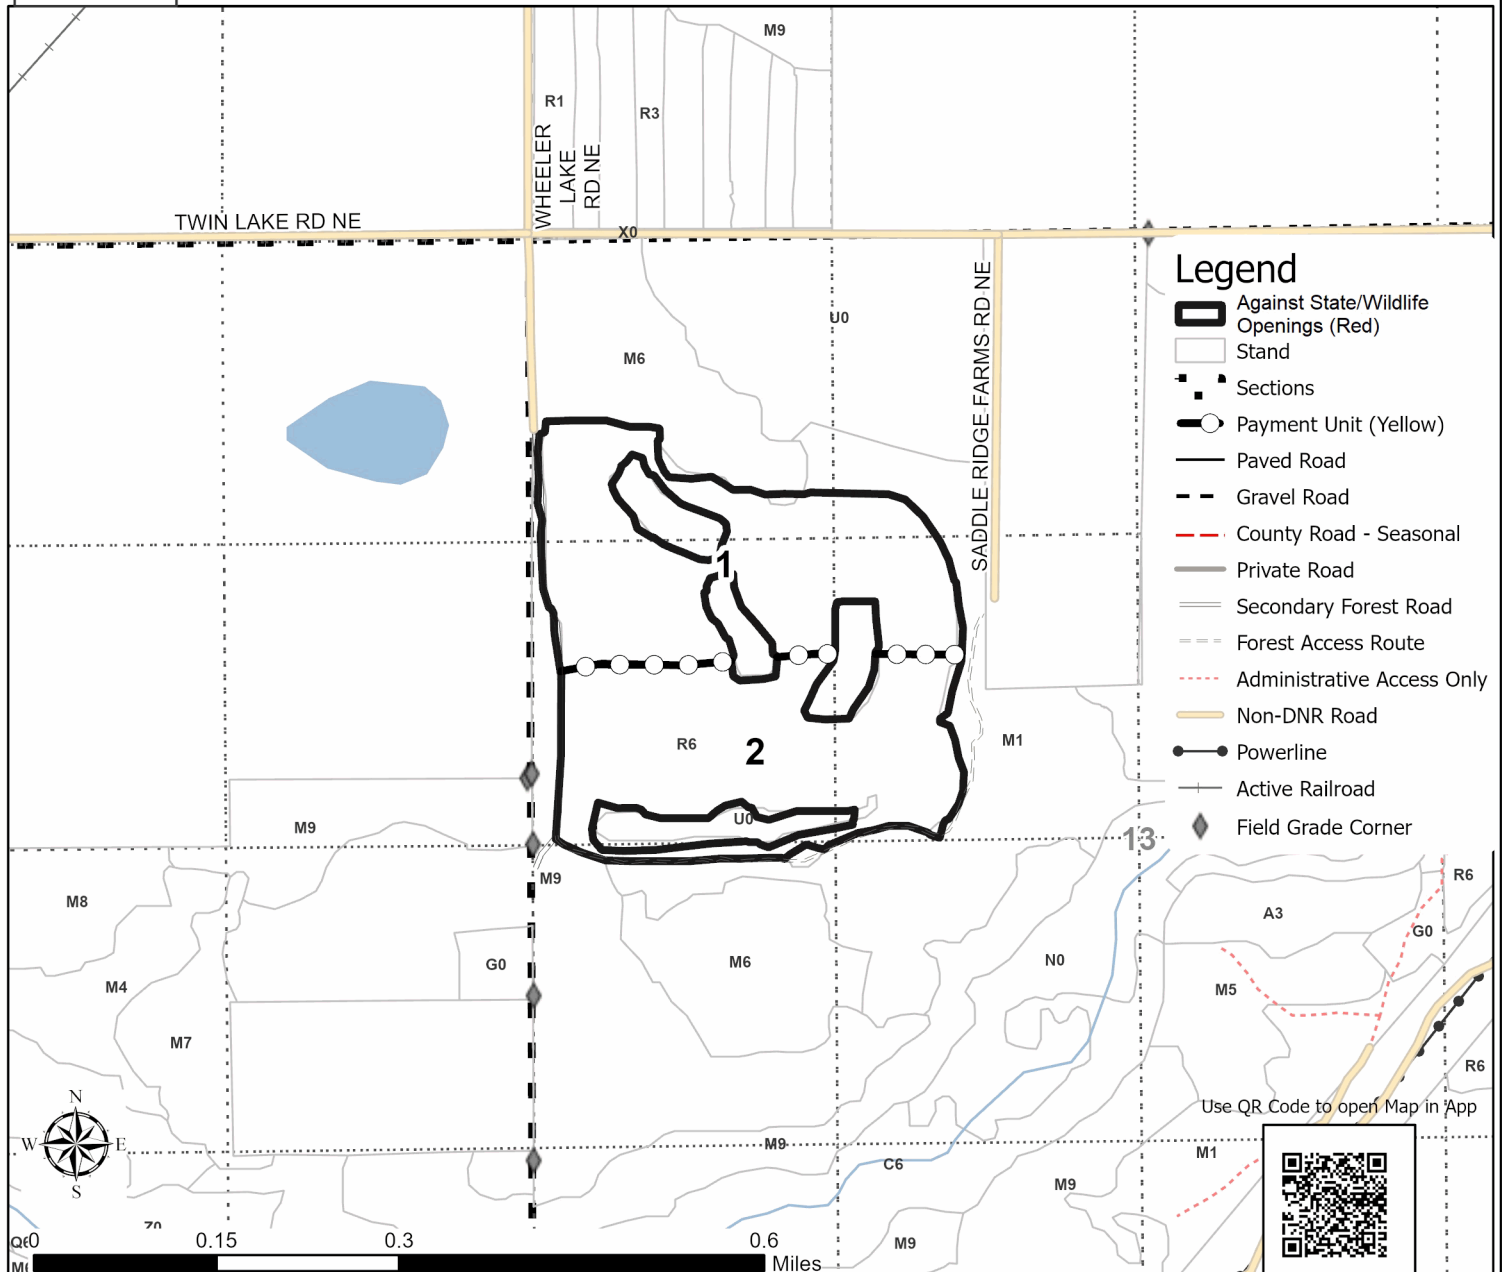 M9
R1
R3
WHEELER
LAKE
RD NE
TWIN LAKE RD NE
X0
SADDLE RIDGE FARMS RD NE
U0
M6
Legend
Against State/Wildlife
Openings (Red)
Stand
Sections
Payment Unit (Yellow)
Paved Road
Gravel Road
County Road - Seasonal
Private Road
Secondary Forest Road
Forest Access Route
Administrative Access Only
Non-DNR Road
Powerline
Active Railroad
Field Grade Corner
1
R6
2
M1
U0
M9
13
M9
R6
M8
A3
G0
G0
M6
N0
M4
M5
M7
R6
Use QR Code to open Map in App
N
W E
S
M9
C6
M1
M9
Z0
M9
0 0.15 0.3 0.6
Miles